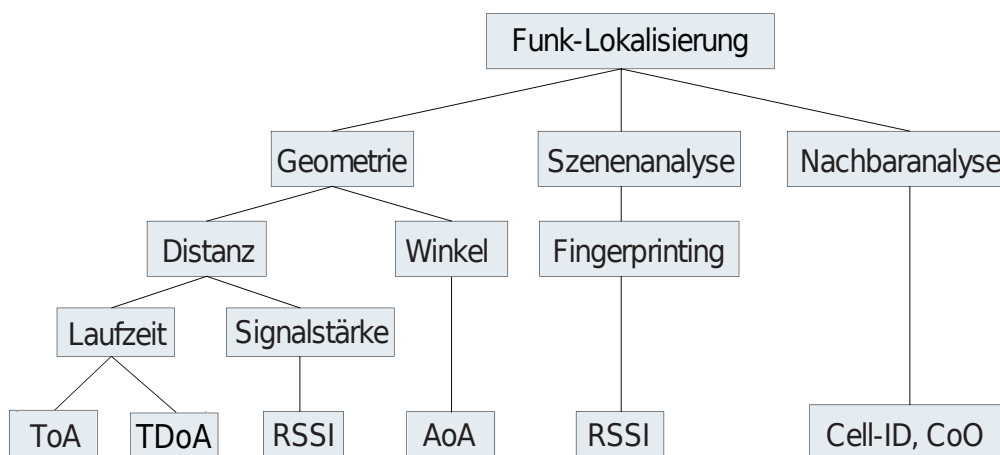 Funk-Lokalisierung
Geometrie
Szenenanalyse
Nachbaranalyse
Distanz
Winkel
Fingerprinting
Laufzeit
Signalstärke
ToA
TDoA
RSSI
AoA
RSSI
Cell-ID, CoO